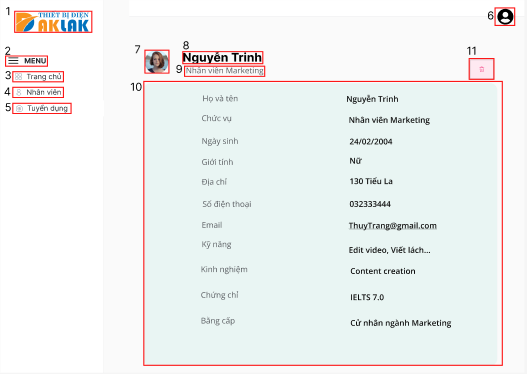 1
THIẾT BỊ ĐIỆN
ĐAKLAK
6
2
MENU
3
Trang chủ
4
Nhân viên
5
Tuyển dụng
7
8
Nguyễn Trinh
9
Nhân viên Marketing
11
10
Họ và tên Nguyễn Trinh
Chức vụ Nhân viên Marketing
Ngày sinh 24/02/2004
Giới tính Nữ
Địa chỉ 130 Tiểu La
Số điện thoại 032333444
Email ThuyTrang@gmail.com
Kỹ năng Edit video, Viết lách...
Kinh nghiệm Content creation
Chứng chỉ IELTS 7.0
Bằng cấp Cử nhân ngành Marketing